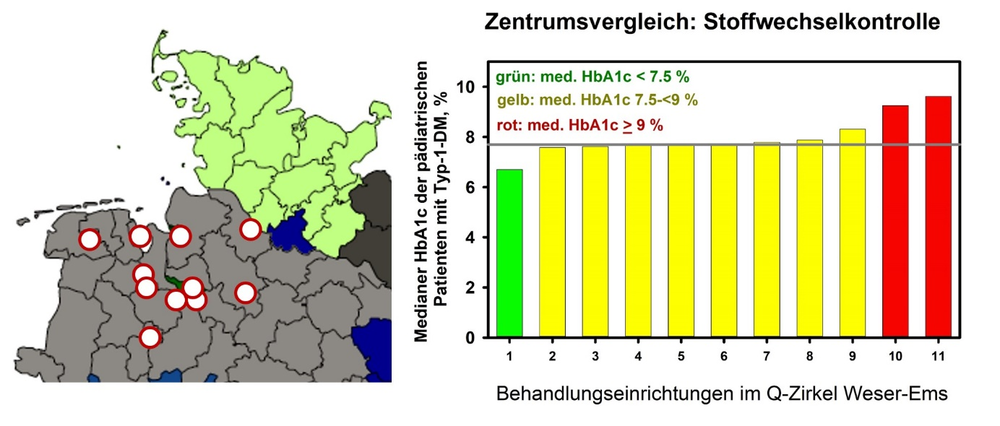 Zentrumsvergleich: Stoffwechselkontrolle
Medianer HbA1c der pädiatrischen
Patienten mit Typ-1-DM, %
grün: med. HbA1c < 7.5 %
gelb: med. HbA1c 7.5-<9 %
rot: med. HbA1c ≥ 9 %
10
8
6
4
2
0
1 2 3 4 5 6 7 8 9 10 11
Behandlungseinrichtungen im Q-Zirkel Weser-Ems